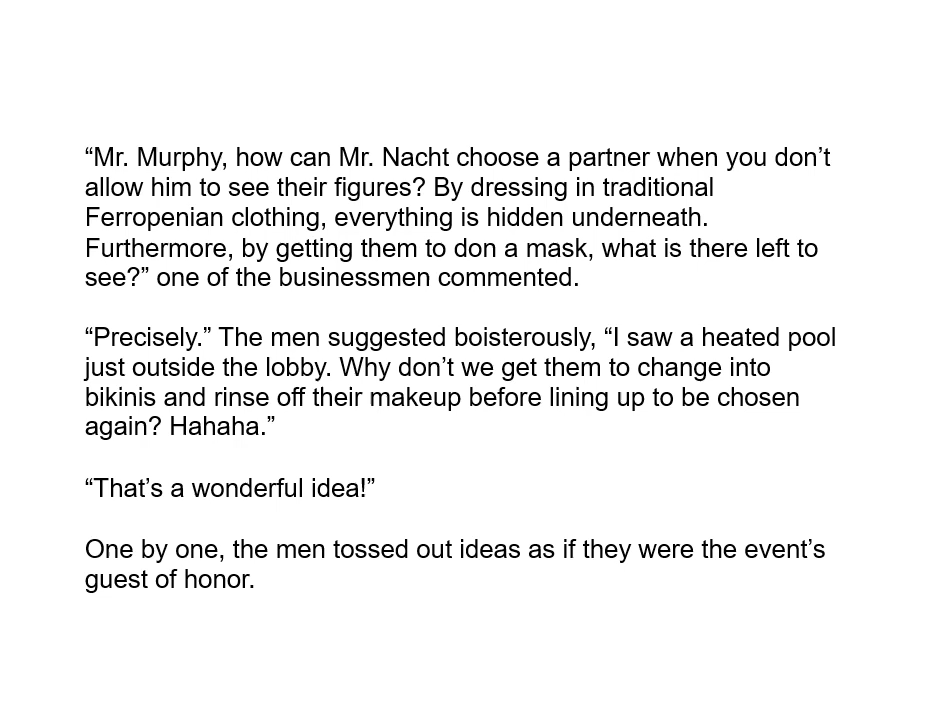 “Mr. Murphy, how can Mr. Nacht choose a partner when you don’t
allow him to see their figures? By dressing in traditional
Ferropenian clothing, everything is hidden underneath.
Furthermore, by getting them to don a mask, what is there left to
see?” one of the businessmen commented.
“Precisely.” The men suggested boisterously, “I saw a heated pool
just outside the lobby. Why don’t we get them to change into
bikinis and rinse off their makeup before lining up to be chosen
again? Hahaha.”
“That’s a wonderful idea!”
One by one, the men tossed out ideas as if they were the event’s
guest of honor.